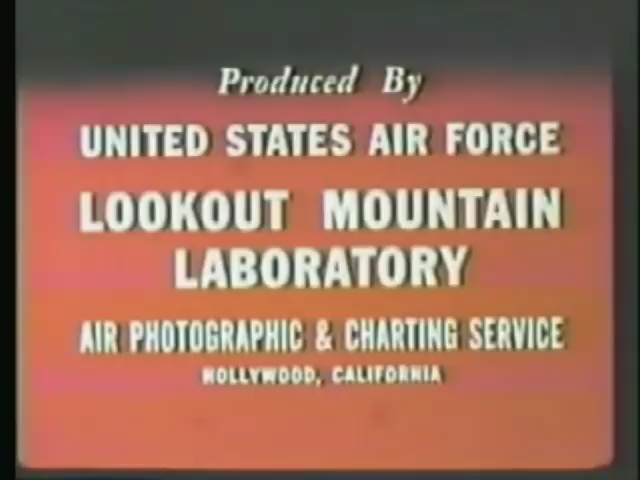 Produced By
UNITED STATES AIR FORCE
LOOKOUT MOUNTAIN
LABORATORY
AIR PHOTOGRAPHIC & CHARTING SERVICE
HOLLYWOOD, CALIFORNIA